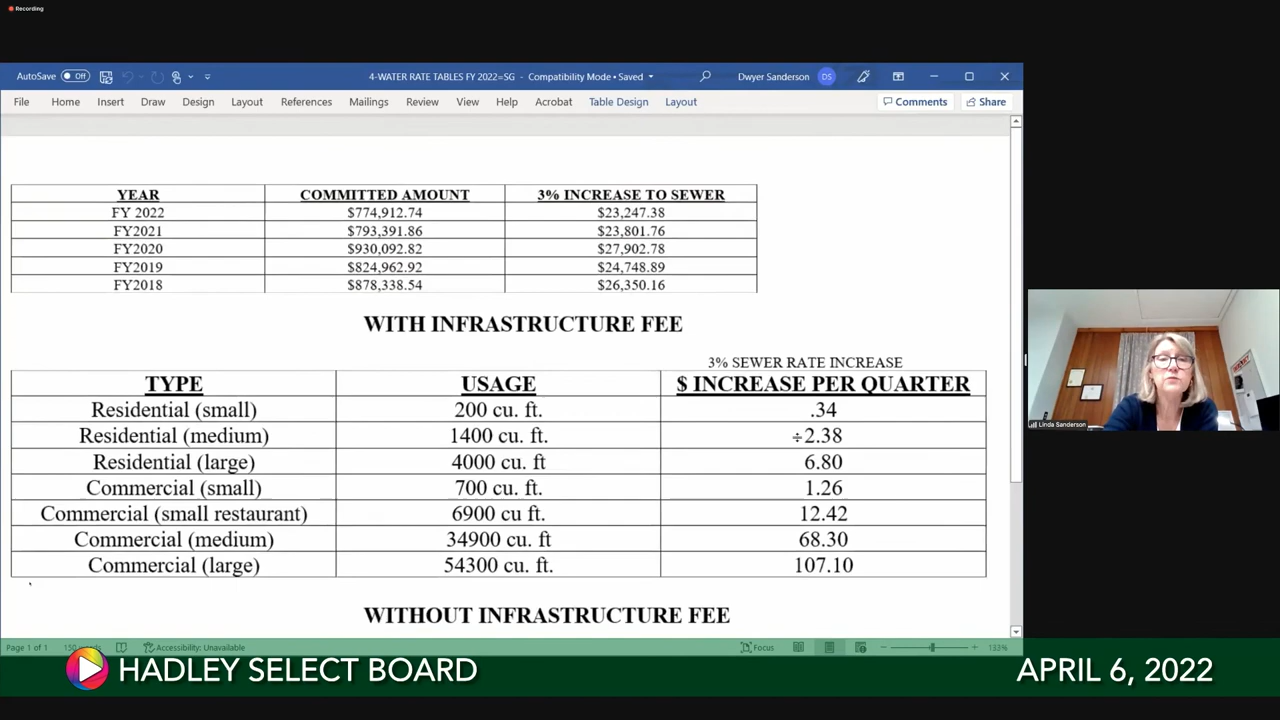 Recording
AutoSave Off 4-WATER RATE TABLES FY 2022=SG - Compatibility Mode • Saved Dwyer Sanderson DS
File Home Insert Draw Design Layout References Mailings Review View Help Acrobat Table Design Layout Comments Share
YEAR COMMITTED AMOUNT 3% INCREASE TO SEWER
FY 2022 $774,912.74 $23,247.38
FY2021 $793,391.86 $23,801.76
FY2020 $930,092.82 $27,902.78
FY2019 $824,962.92 $24,748.89
FY2018 $878,338.54 $26,350.16
WITH INFRASTRUCTURE FEE
3% SEWER RATE INCREASE
TYPE USAGE $ INCREASE PER QUARTER
Residential (small) 200 cu. ft. .34
Residential (medium) 1400 cu. ft. ÷2.38
Residential (large) 4000 cu. ft 6.80
Commercial (small) 700 cu. ft. 1.26
Commercial (small restaurant) 6900 cu ft. 12.42
Commercial (medium) 34900 cu. ft 68.30
Commercial (large) 54300 cu. ft. 107.10
WITHOUT INFRASTRUCTURE FEE
Linda Sanderson
Page 1 of 1 150 words Accessibility: Unavailable Focus 133%
HADLEY SELECT BOARD APRIL 6, 2022